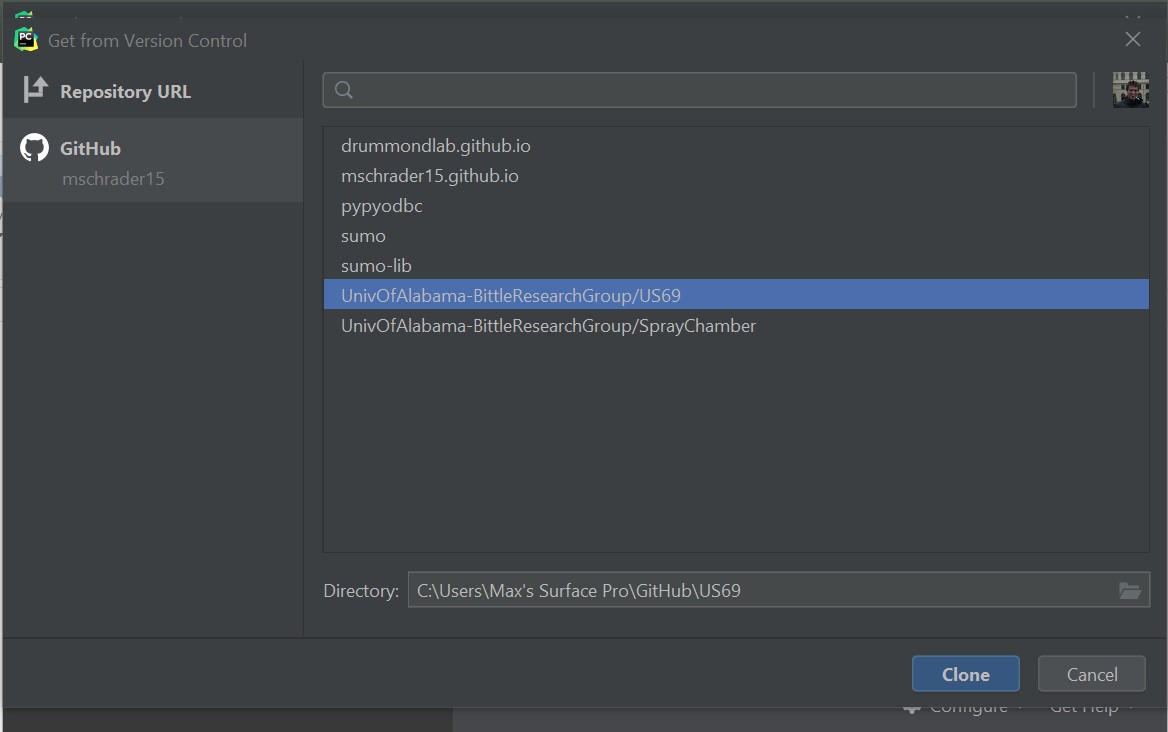 PC
Get from Version Control
Repository URL
GitHub
mschrader15
drummondlab.github.io
mschrader15.github.io
pypyodbc
sumo
sumo-lib
UnivOfAlabama-BittleResearchGroup/US69
UnivOfAlabama-BittleResearchGroup/SprayChamber
Directory: C:\Users\Max's Surface Pro\GitHub\US69
Clone Cancel
Configure Get Help